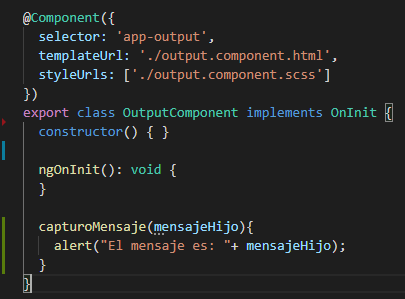 @Component({
  selector: 'app-output',
  templateUrl: './output.component.html',
  styleUrls: ['./output.component.scss']
})
export class OutputComponent implements OnInit {
  constructor() { }
  ngOnInit(): void {
  }
  capturoMensaje(mensajeHijo){
    alert("El mensaje es: "+ mensajeHijo);
  }
}